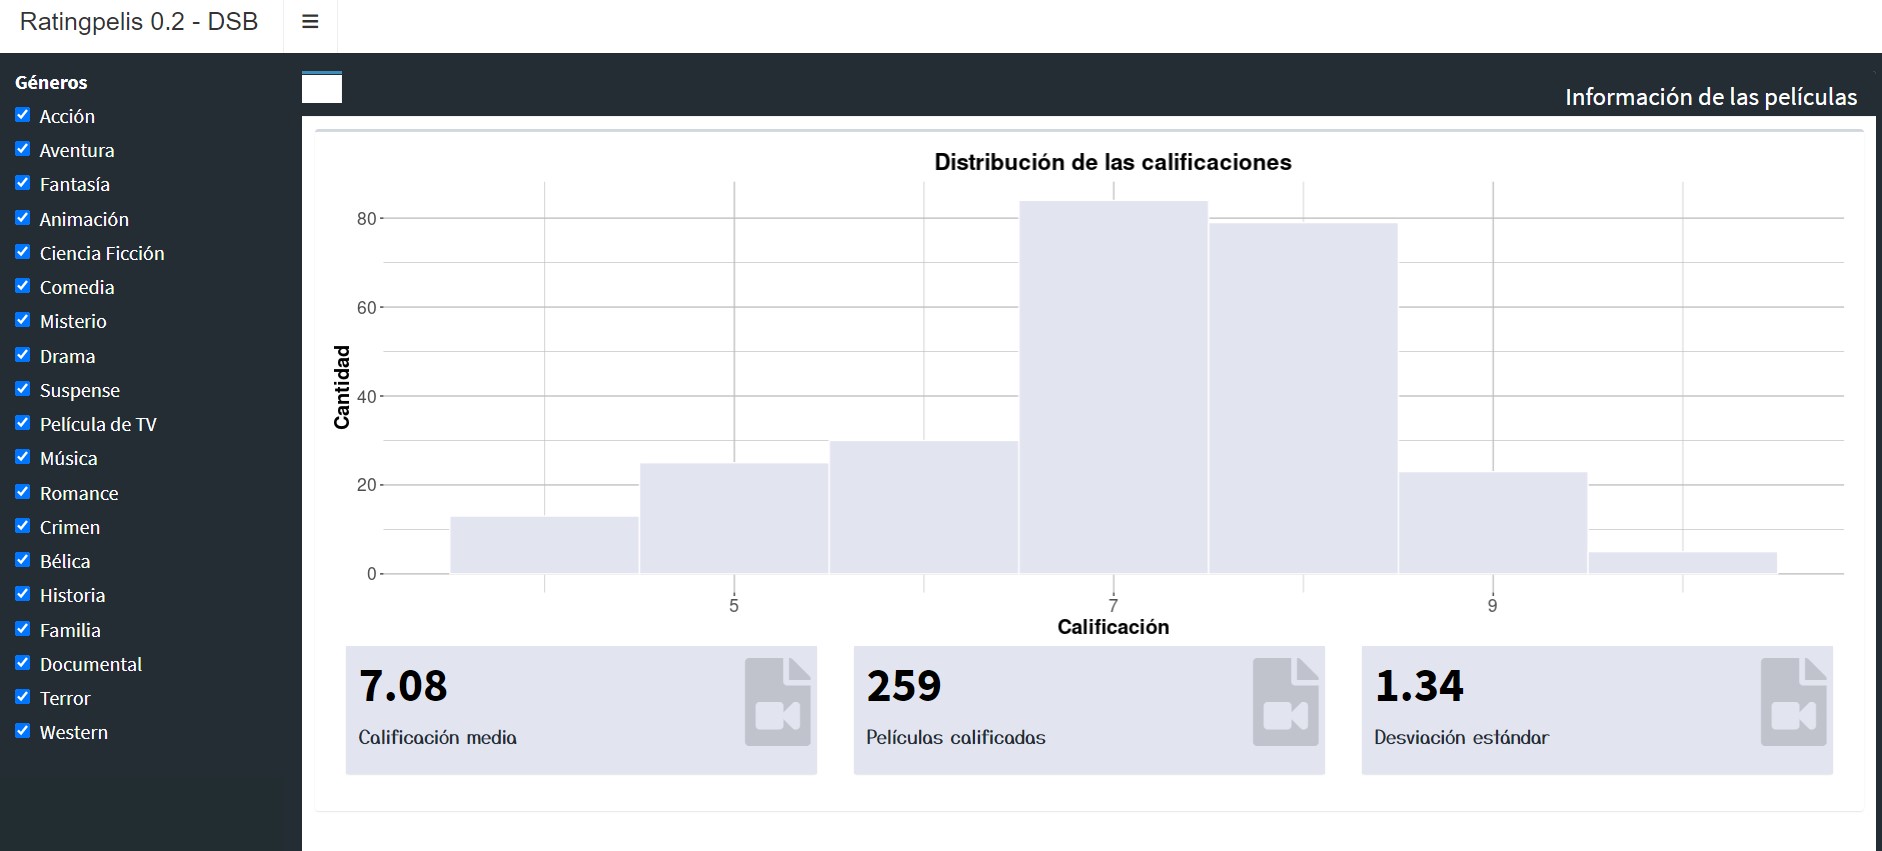 Ratingpelis 0.2 - DSB
Géneros
Acción
Aventura
Fantasía
Animación
Ciencia Ficción
Comedia
Misterio
Drama
Suspense
Película de TV
Música
Romance
Crimen
Bélica
Historia
Familia
Documental
Terror
Western
Información de las películas
Distribución de las calificaciones
Cantidad
80
60
40
20
0
5 7 9
Calificación
7.08
Calificación media
259
Películas calificadas
1.34
Desviación estándar